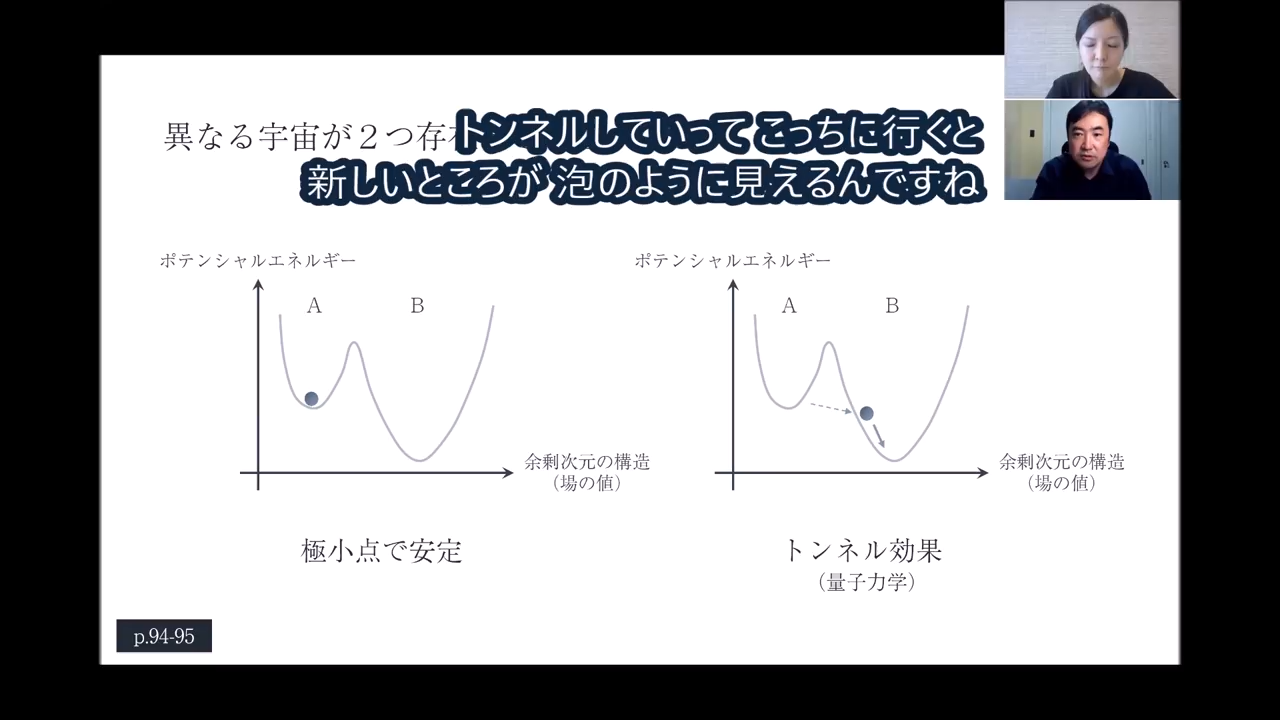 異なる宇宙が２つ存
トンネルしていって こっちに行くと
新しいところが 泡のように見えるんですね
ポテンシャルエネルギー
A
B
余剰次元の構造
（場の値）
極小点で安定
ポテンシャルエネルギー
A
B
余剰次元の構造
（場の値）
トンネル効果
（量子力学）
p.94-95